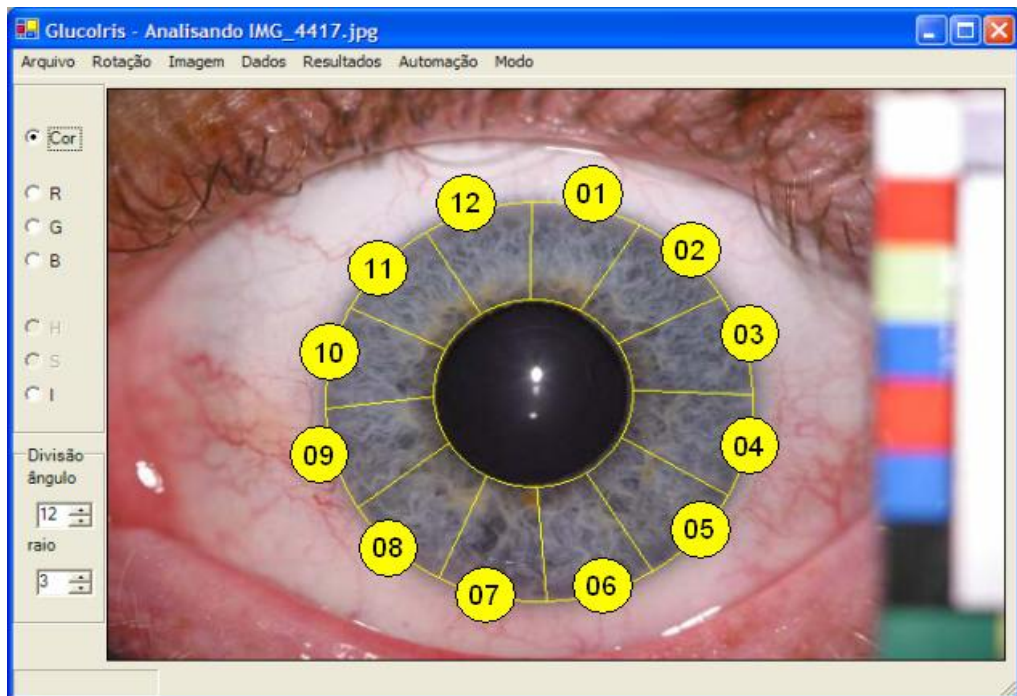 GlucoIris - Analisando IMG_4417.jpg
Arquivo Rotação Imagem Dados Resultados Automação Modo
Cor
R
G
B
H
S
I
Divisão
ângulo
12
raio
3
12
01
11
02
10
03
09
04
08
05
07
06